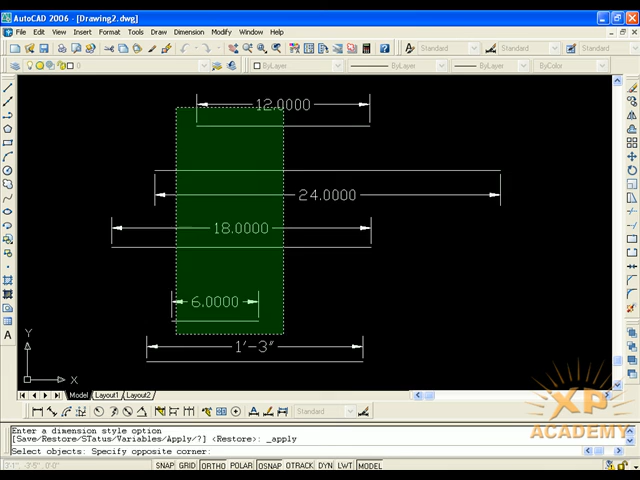 AutoCAD 2006 - [Drawing2.dwg]
File Edit View Insert Format Tools Draw Dimension Modify Window Help
Standard Standard Standard
0 ByLayer ByLayer ByLayer ByColor
12.0000
24.0000
18.0000
6.0000
1'-3"
Y
X
Model Layout1 Layout2
Standard
XP
ACADEMY
Enter a dimension style option
[Save/Restore/STatus/Variables/Apply/?] <Restore>: _apply
Select objects: Specify opposite corner:
SNAP GRID ORTHO POLAR OSNAP OTRACK DYN LWT MODEL